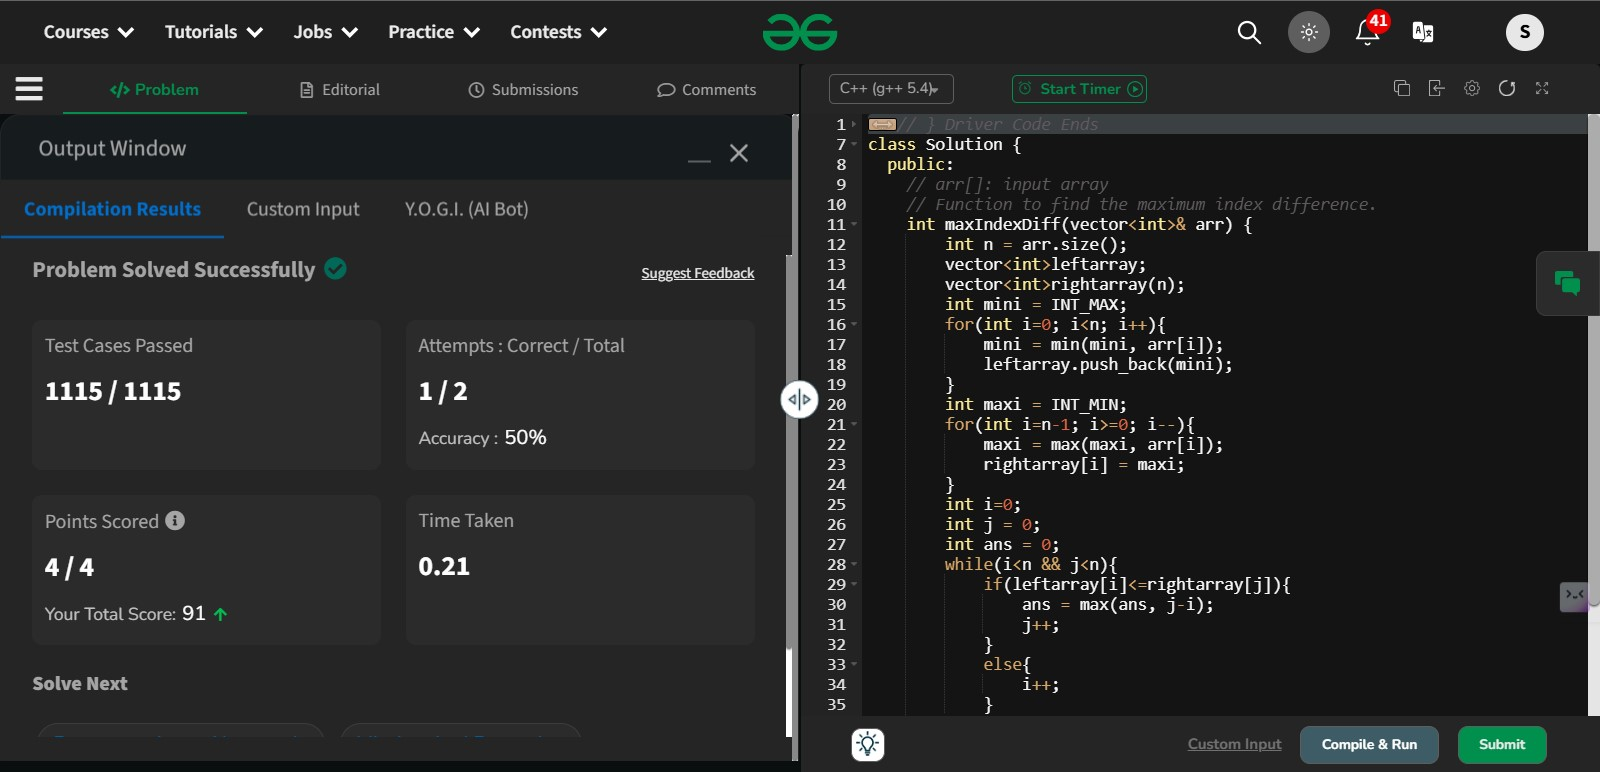 Courses Tutorials Jobs Practice Contests 41 S
</> Problem Editorial Submissions Comments
Output Window
Compilation Results Custom Input Y.O.G.I. (AI Bot)
Problem Solved Successfully
Suggest Feedback
Test Cases Passed
1115 / 1115
Attempts : Correct / Total
1 / 2
Accuracy : 50%
Points Scored
4 / 4
Your Total Score: 91
Time Taken
0.21
Solve Next
C++ (g++ 5.4) Start Timer
1 // } Driver Code Ends
7 class Solution {
8 public:
9 // arr[]: input array
10 // Function to find the maximum index difference.
11 int maxIndexDiff(vector<int>& arr) {
12 int n = arr.size();
13 vector<int>leftarray;
14 vector<int>rightarray(n);
15 int mini = INT_MAX;
16 for(int i=0; i<n; i++){
17 mini = min(mini, arr[i]);
18 leftarray.push_back(mini);
19 }
20 int maxi = INT_MIN;
21 for(int i=n-1; i>=0; i--){
22 maxi = max(maxi, arr[i]);
23 rightarray[i] = maxi;
24 }
25 int i=0;
26 int j = 0;
27 int ans = 0;
28 while(i<n && j<n){
29 if(leftarray[i]<=rightarray[j]){
30 ans = max(ans, j-i);
31 j++;
32 }
33 else{
34 i++;
35 }
Custom Input Compile & Run Submit